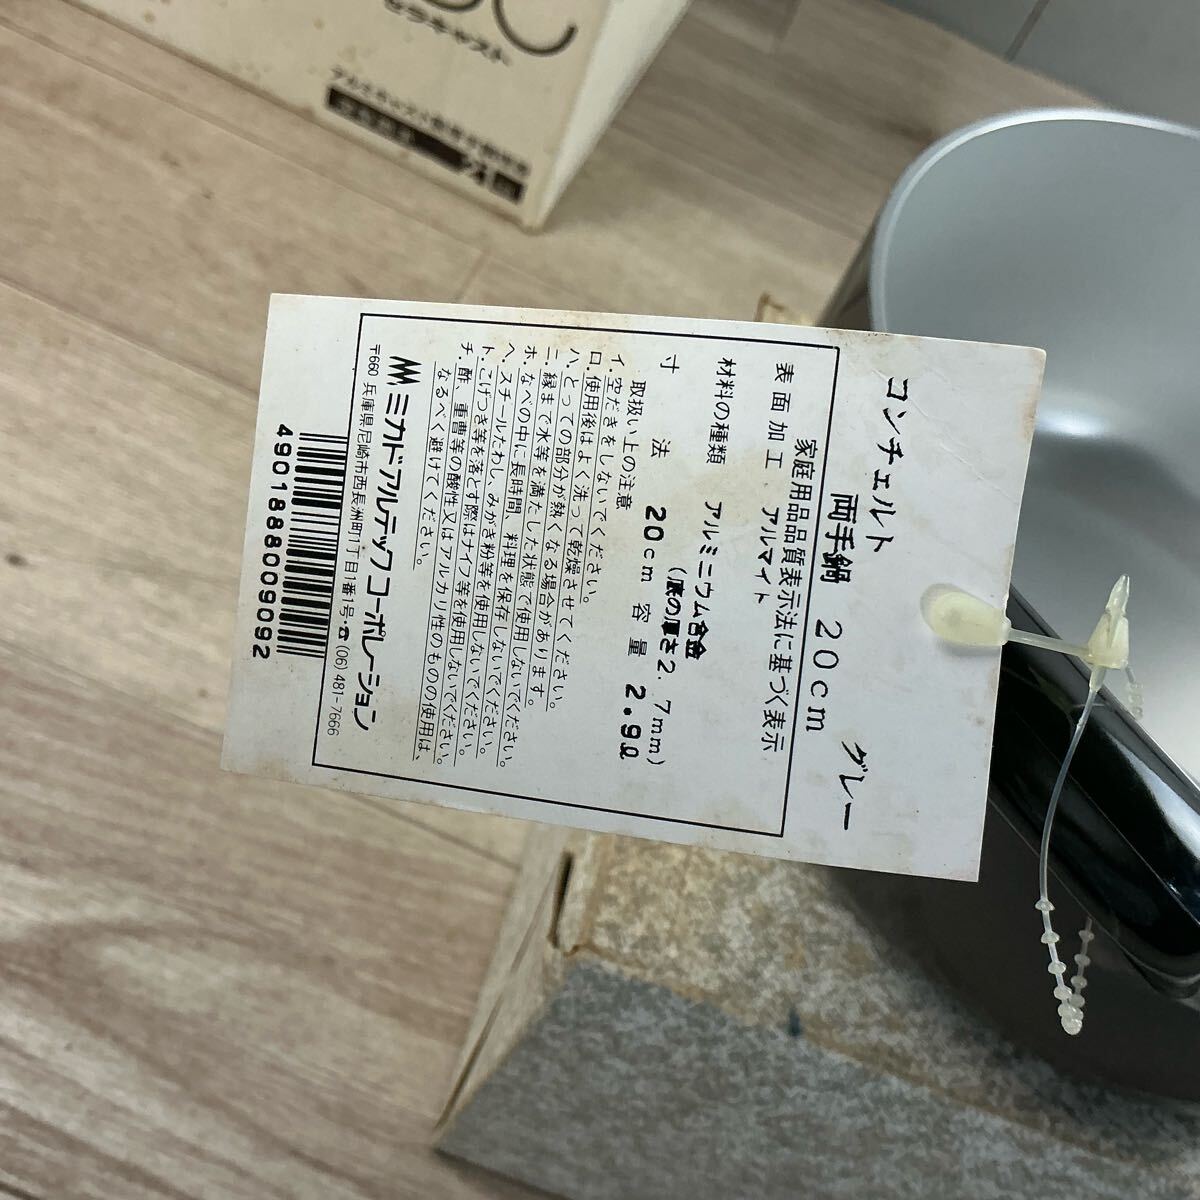 セラキャスト
コンチェルト
両手鍋 20cm グレー
家庭用品品質表示法に基づく表示
表面加工 アルマイト
材料の種類 アルミニウム合金
(底の厚さ2.7mm)
寸法 20cm 容量 2.9ℓ
取扱い上の注意
イ.空だきをしないでください。
ロ.使用後はよく洗って乾燥させてください。
ハ.とっての部分が熱くなる場合があります。
ニ.縁まで水等を満たした状態で使用しないでください。
ホ.なべの中に長時間、料理を保存しないでください。
ヘ.スチールたわし、みがき粉等を使用しないでください。
ト.こげつき等を落とす際はナイフ等を使用しないでください。
チ.酢、重曹等の酸性又はアルカリ性のものの使用は、
なるべく避けてください。
ミカドアルテックコーポレーション
〒660 兵庫県尼崎市西長洲町1丁目1番1号・☎(06)481-7666
4901888009092